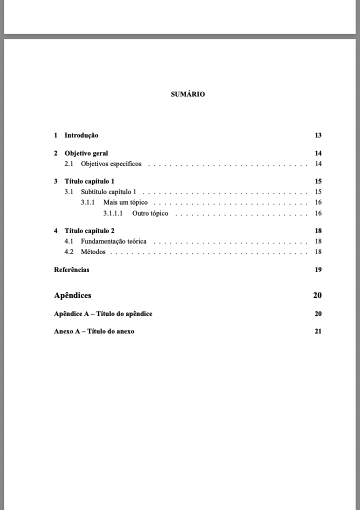 SUMÁRIO
1 Introdução 13
2 Objetivo geral 14
2.1 Objetivos específicos . . . . . . . . . . . . . . . . . . . . 14
3 Título capítulo 1 15
3.1 Subtítulo capítulo 1 . . . . . . . . . . . . . . . . . . . . 15
3.1.1 Mais um tópico . . . . . . . . . . . . . . . . . . . . 16
3.1.1.1 Outro tópico . . . . . . . . . . . . . . . . . . . . 16
4 Título capítulo 2 18
4.1 Fundamentação teórica . . . . . . . . . . . . . . . . . . . . 18
4.2 Métodos . . . . . . . . . . . . . . . . . . . . 18
Referências 19
Apêndices 20
Apêndice A – Título do apêndice 20
Anexo A – Título do anexo 21